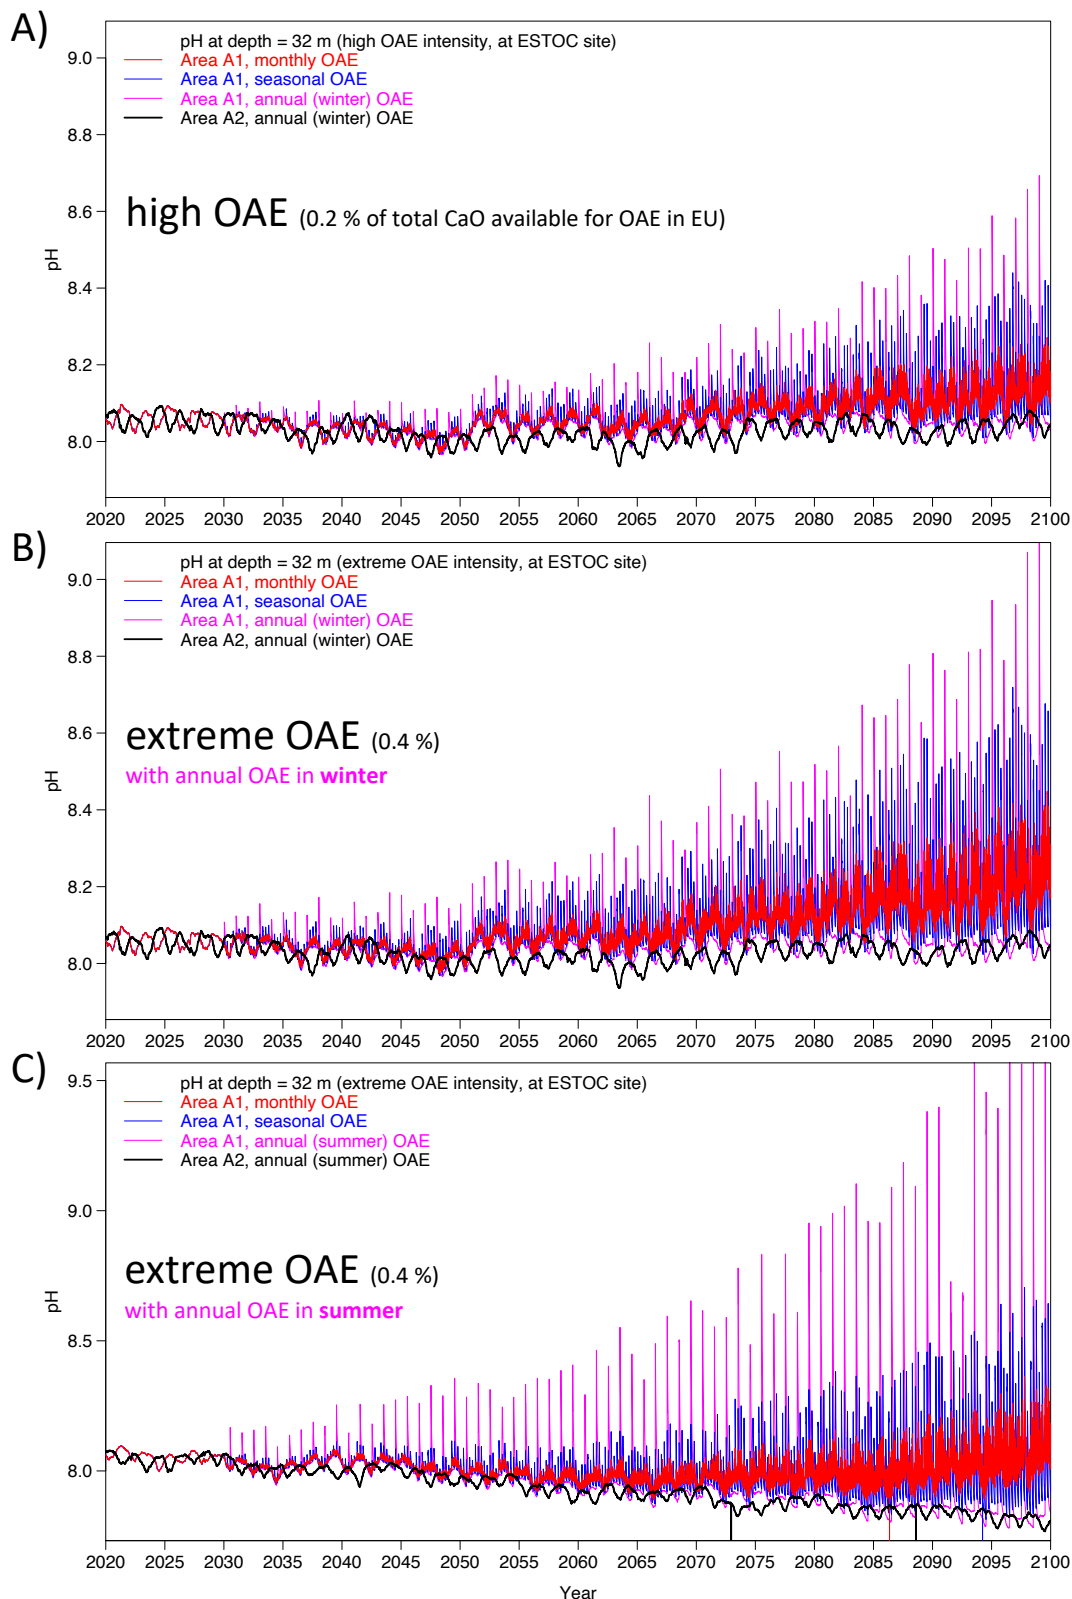 A)
pH at depth = 32 m (high OAE intensity, at ESTOC site)
Area A1, monthly OAE
Area A1, seasonal OAE
Area A1, annual (winter) OAE
Area A2, annual (winter) OAE
high OAE (0.2 % of total CaO available for OAE in EU)
pH
9.0
8.8
8.6
8.4
8.2
8.0
2020 2025 2030 2035 2040 2045 2050 2055 2060 2065 2070 2075 2080 2085 2090 2095 2100
B)
pH at depth = 32 m (extreme OAE intensity, at ESTOC site)
Area A1, monthly OAE
Area A1, seasonal OAE
Area A1, annual (winter) OAE
Area A2, annual (winter) OAE
extreme OAE (0.4 %)
with annual OAE in winter
pH
9.0
8.8
8.6
8.4
8.2
8.0
2020 2025 2030 2035 2040 2045 2050 2055 2060 2065 2070 2075 2080 2085 2090 2095 2100
C)
pH at depth = 32 m (extreme OAE intensity, at ESTOC site)
Area A1, monthly OAE
Area A1, seasonal OAE
Area A1, annual (summer) OAE
Area A2, annual (summer) OAE
extreme OAE (0.4 %)
with annual OAE in summer
pH
9.5
9.0
8.5
8.0
2020 2025 2030 2035 2040 2045 2050 2055 2060 2065 2070 2075 2080 2085 2090 2095 2100
Year